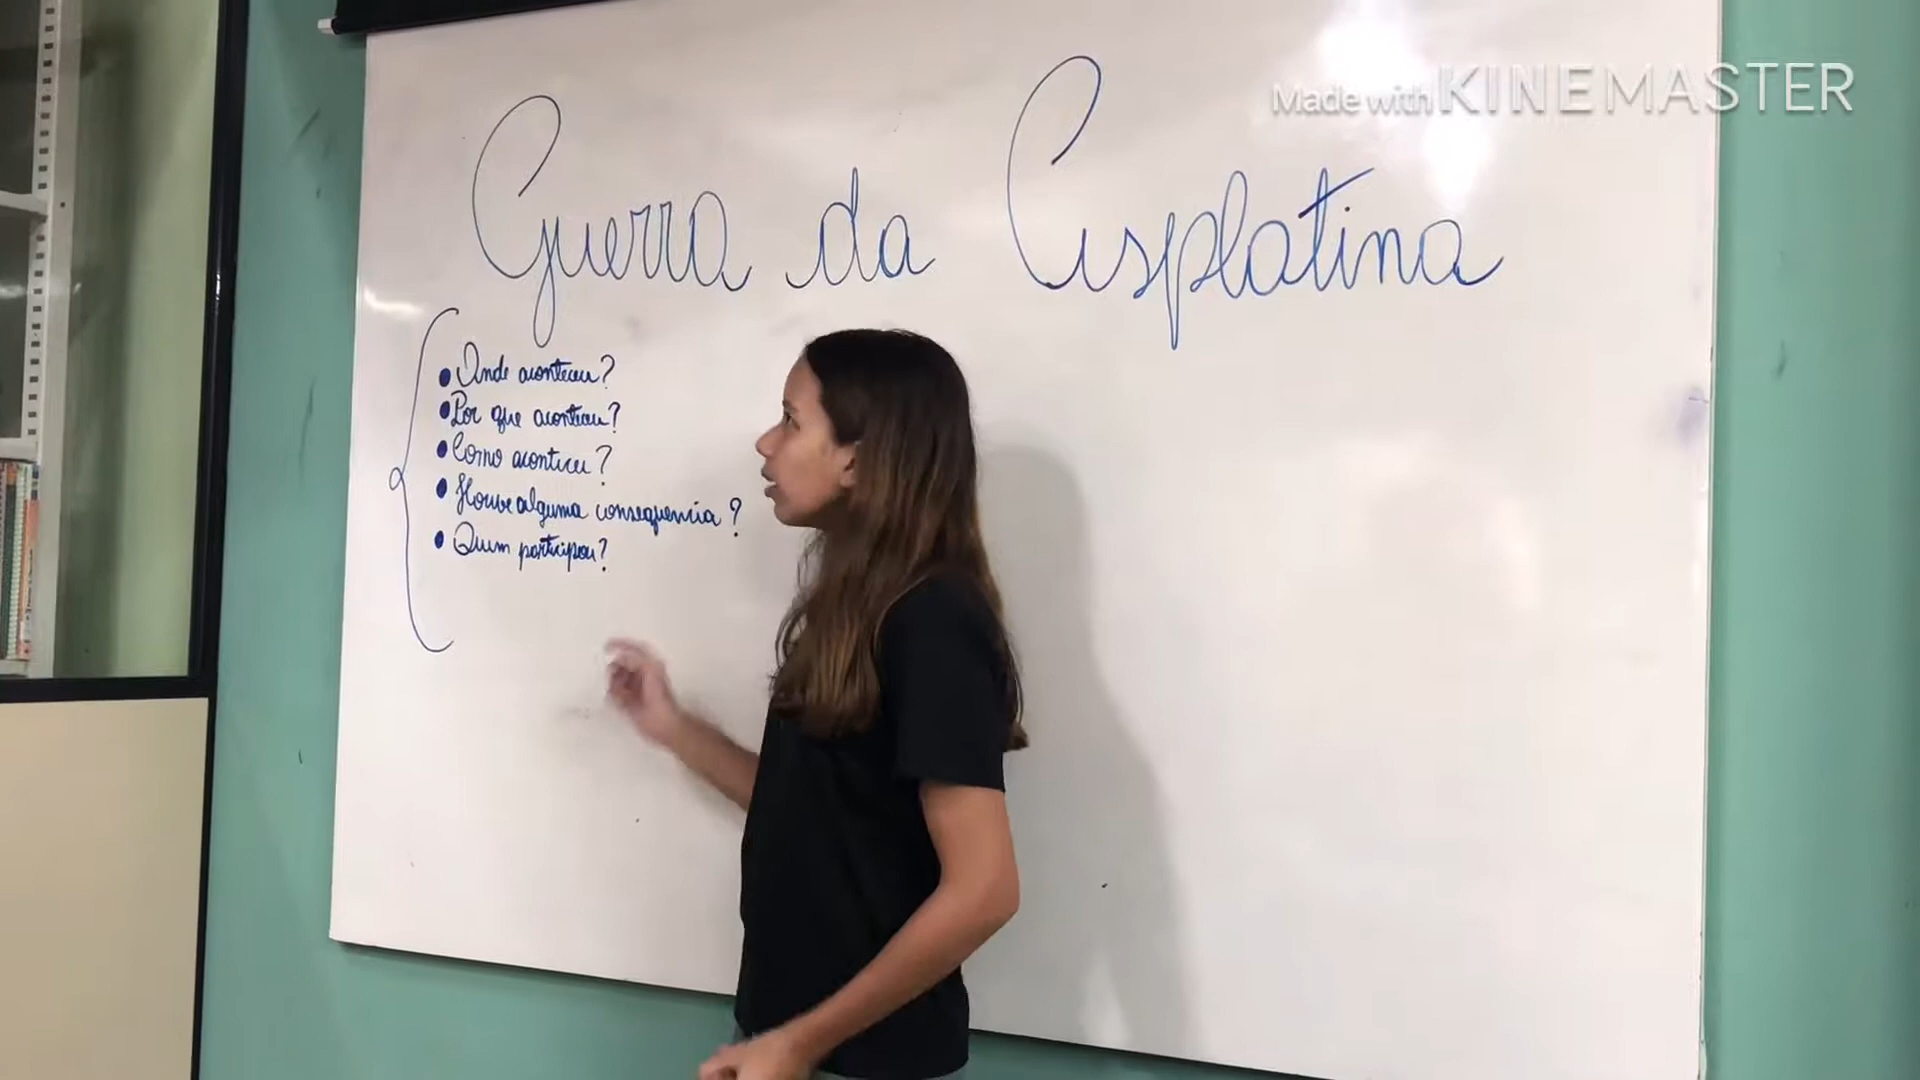 Made with KINEMASTER
Guerra da Cisplatina
Onde aconteceu?
Por que aconteceu?
Como aconteceu?
Houve alguma consequencia?
Quem participou?